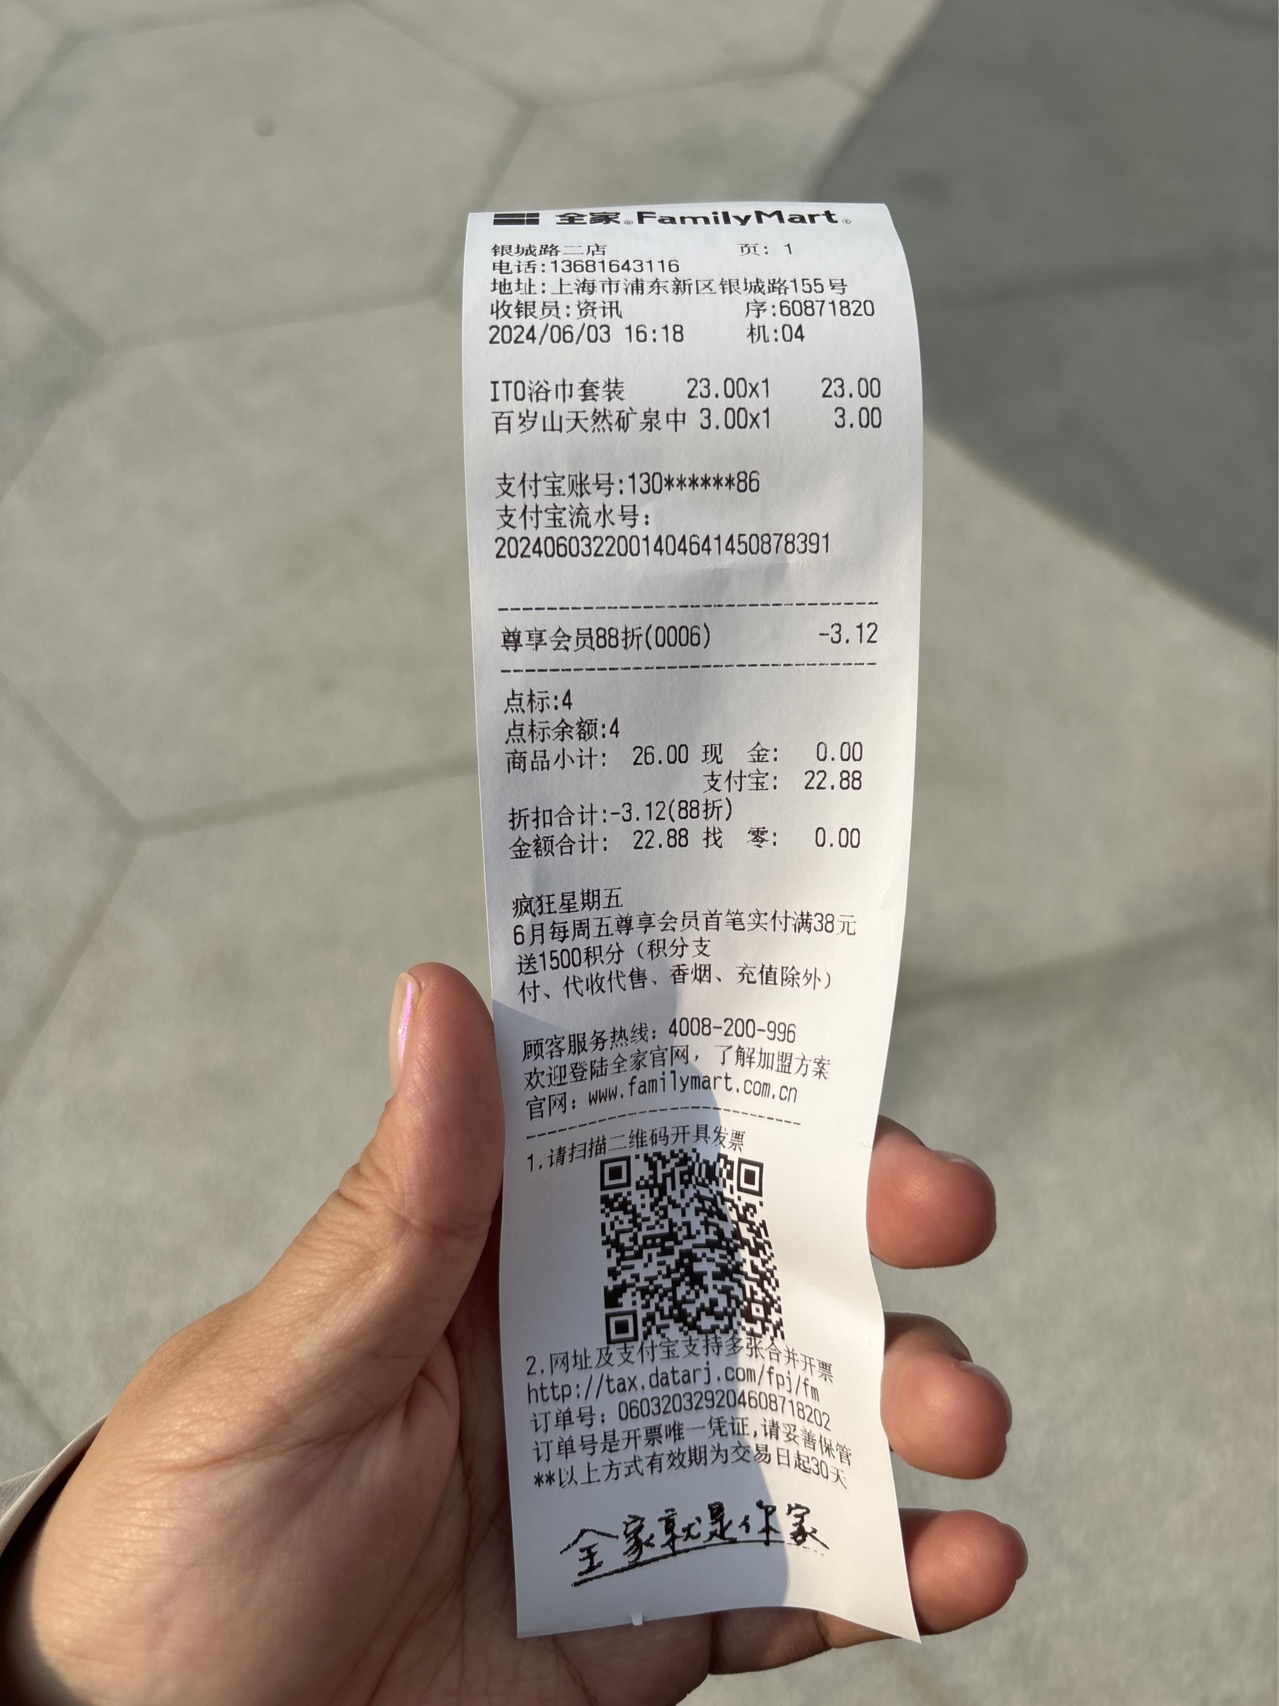 全家®FamilyMart®
银城路二店 页: 1
电话:13681643116
地址:上海市浦东新区银城路155号
收银员:资讯 序:60871820
2024/06/03 16:18 机:04
ITO浴巾套装 23.00x1 23.00
百岁山天然矿泉中 3.00x1 3.00
支付宝账号:130******86
支付宝流水号:
2024060322001404641450878391
尊享会员88折(0006) -3.12
点标:4
点标余额:4
商品小计: 26.00 现 金: 0.00
支付宝: 22.88
折扣合计:-3.12(88折)
金额合计: 22.88 找 零: 0.00
疯狂星期五
6月每周五尊享会员首笔实付满38元
送1500积分（积分支
付、代收代售、香烟、充值除外）
顾客服务热线: 4008-200-996
欢迎登陆全家官网，了解加盟方案
官网: www.familymart.com.cn
1.请扫描二维码开具发票
2.网址及支付宝支持多张合并开票
http://tax.datarj.com/fpj/fm
订单号: 060320329204608718202
订单号是开票唯一凭证,请妥善保管
**以上方式有效期为交易日起30天
全家就是你家